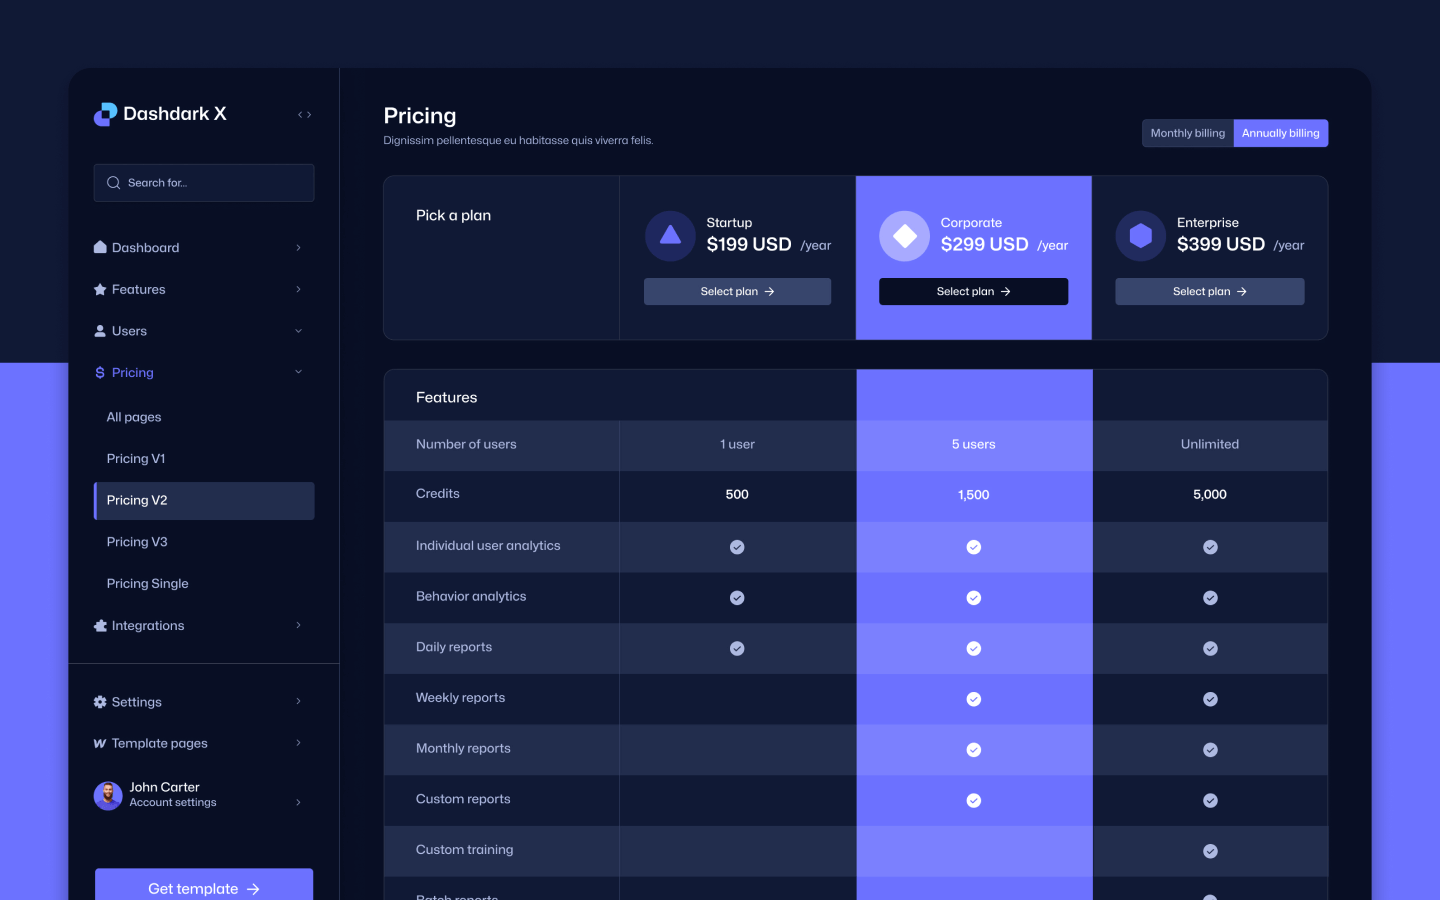 Dashdark X
Search for...
Dashboard
Features
Users
Pricing
All pages
Pricing V1
Pricing V2
Pricing V3
Pricing Single
Integrations
Settings
Template pages
John Carter
Account settings
Get template
Pricing
Dignissim pellentesque eu habitasse quis viverra felis.
Monthly billing Annually billing
Pick a plan
Startup
$199 USD /year
Select plan
Corporate
$299 USD /year
Select plan
Enterprise
$399 USD /year
Select plan
Features
Number of users 1 user 5 users Unlimited
Credits 500 1,500 5,000
Individual user analytics
Behavior analytics
Daily reports
Weekly reports
Monthly reports
Custom reports
Custom training